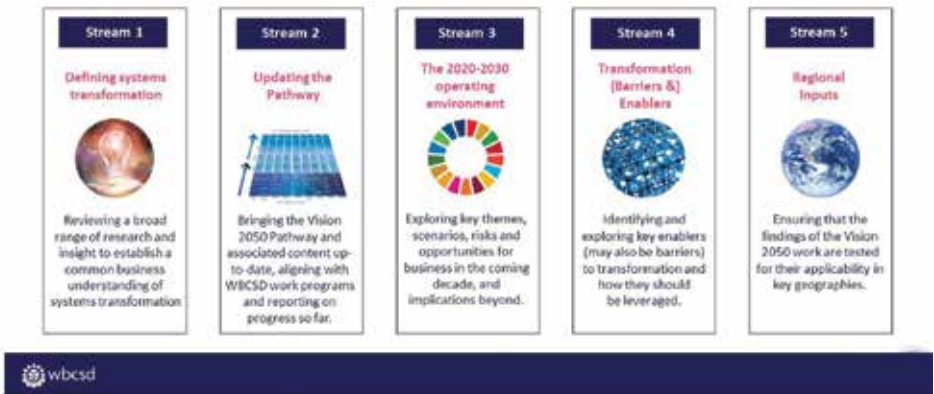 Stream 1
Defining systems
transformation
Reviewing a broad
range of research and
insight to establish a
common business
understanding of
systems transformation
Stream 2
Updating the
Pathway
Bringing the Vision
2050 Pathway and
associated content up-
to-date, aligning with
WBCSD work programs
and reporting on
progress so far.
Stream 3
The 2020-2030
operating
environment
Exploring key themes,
scenarios, risks and
opportunities for
business in the coming
decade, and
implications beyond.
Stream 4
Transformation
(Barriers &)
Enablers
Identifying and
exploring key enablers
(may also be barriers)
to transformation and
how they should
be leveraged.
Stream 5
Regional
Inputs
Ensuring that the
findings of the Vision
2050 work are tested
for their applicability in
key geographies.
wbcsd